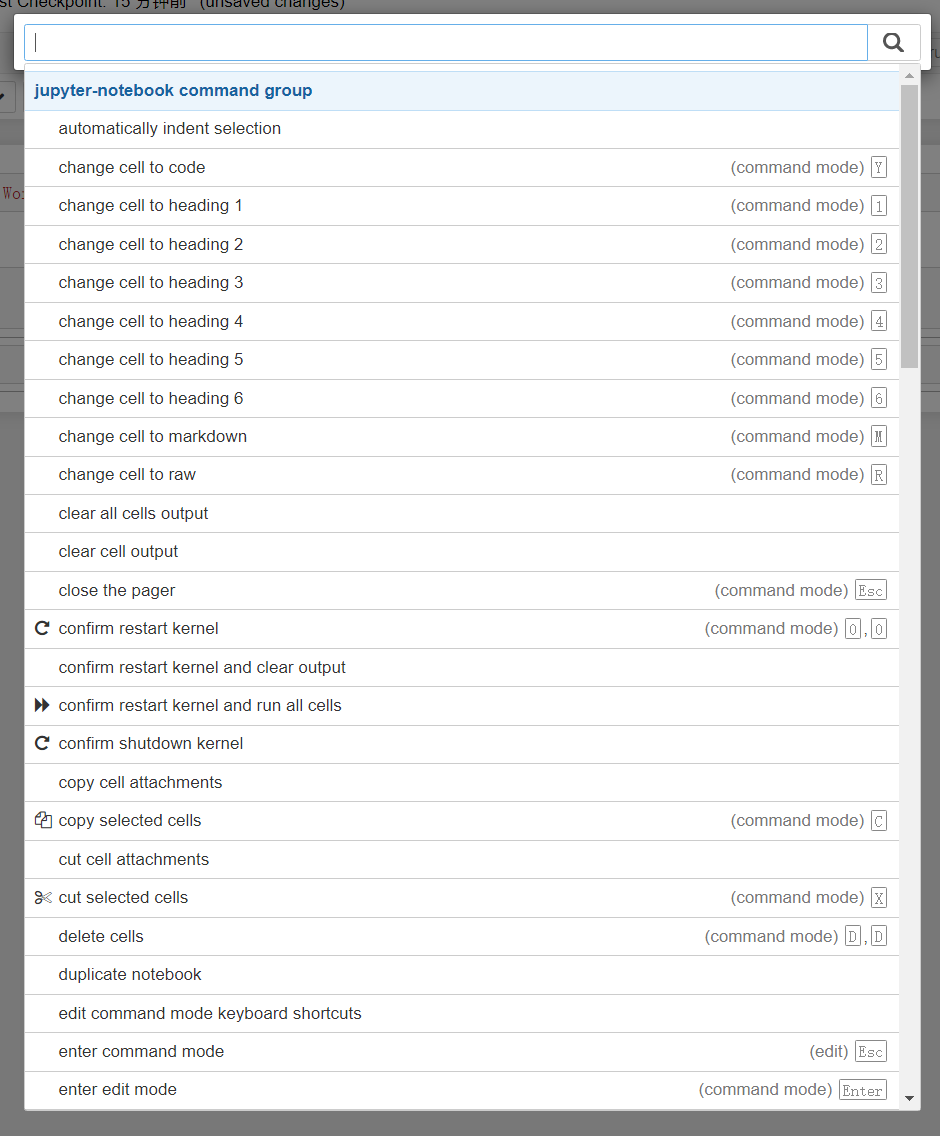 st Checkpoint: 15 分钟前 (unsaved changes)
jupyter-notebook command group
automatically indent selection
change cell to code (command mode) Y
change cell to heading 1 (command mode) 1
change cell to heading 2 (command mode) 2
change cell to heading 3 (command mode) 3
change cell to heading 4 (command mode) 4
change cell to heading 5 (command mode) 5
change cell to heading 6 (command mode) 6
change cell to markdown (command mode) M
change cell to raw (command mode) R
clear all cells output
clear cell output
close the pager (command mode) Esc
confirm restart kernel (command mode) 0,0
confirm restart kernel and clear output
confirm restart kernel and run all cells
confirm shutdown kernel
copy cell attachments
copy selected cells (command mode) C
cut cell attachments
cut selected cells (command mode) X
delete cells (command mode) D,D
duplicate notebook
edit command mode keyboard shortcuts
enter command mode (edit) Esc
enter edit mode (command mode) Enter